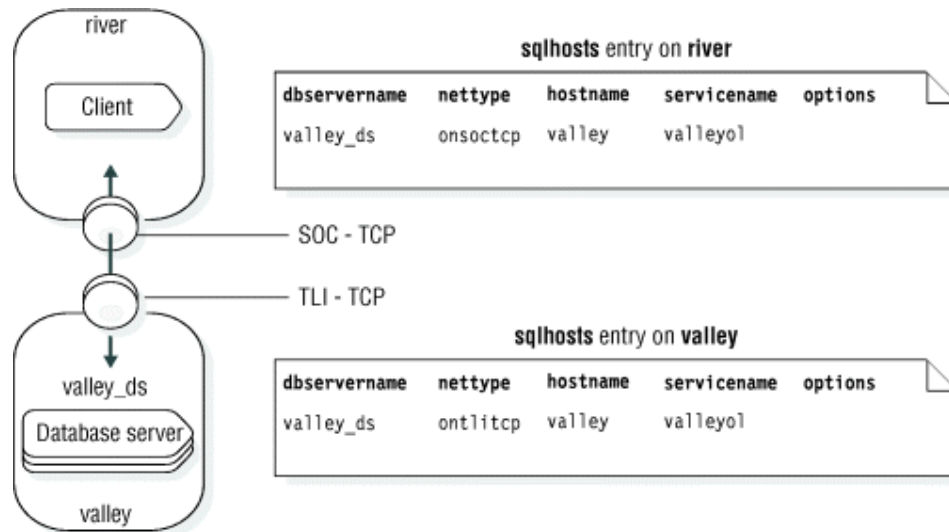 river
Client
sqlhosts entry on river
dbservername nettype hostname servicename options
valley_ds onsoctcp valley valleyol
SOC - TCP
TLI - TCP
sqlhosts entry on valley
dbservername nettype hostname servicename options
valley_ds ontlitcp valley valleyol
valley_ds
Database server
valley